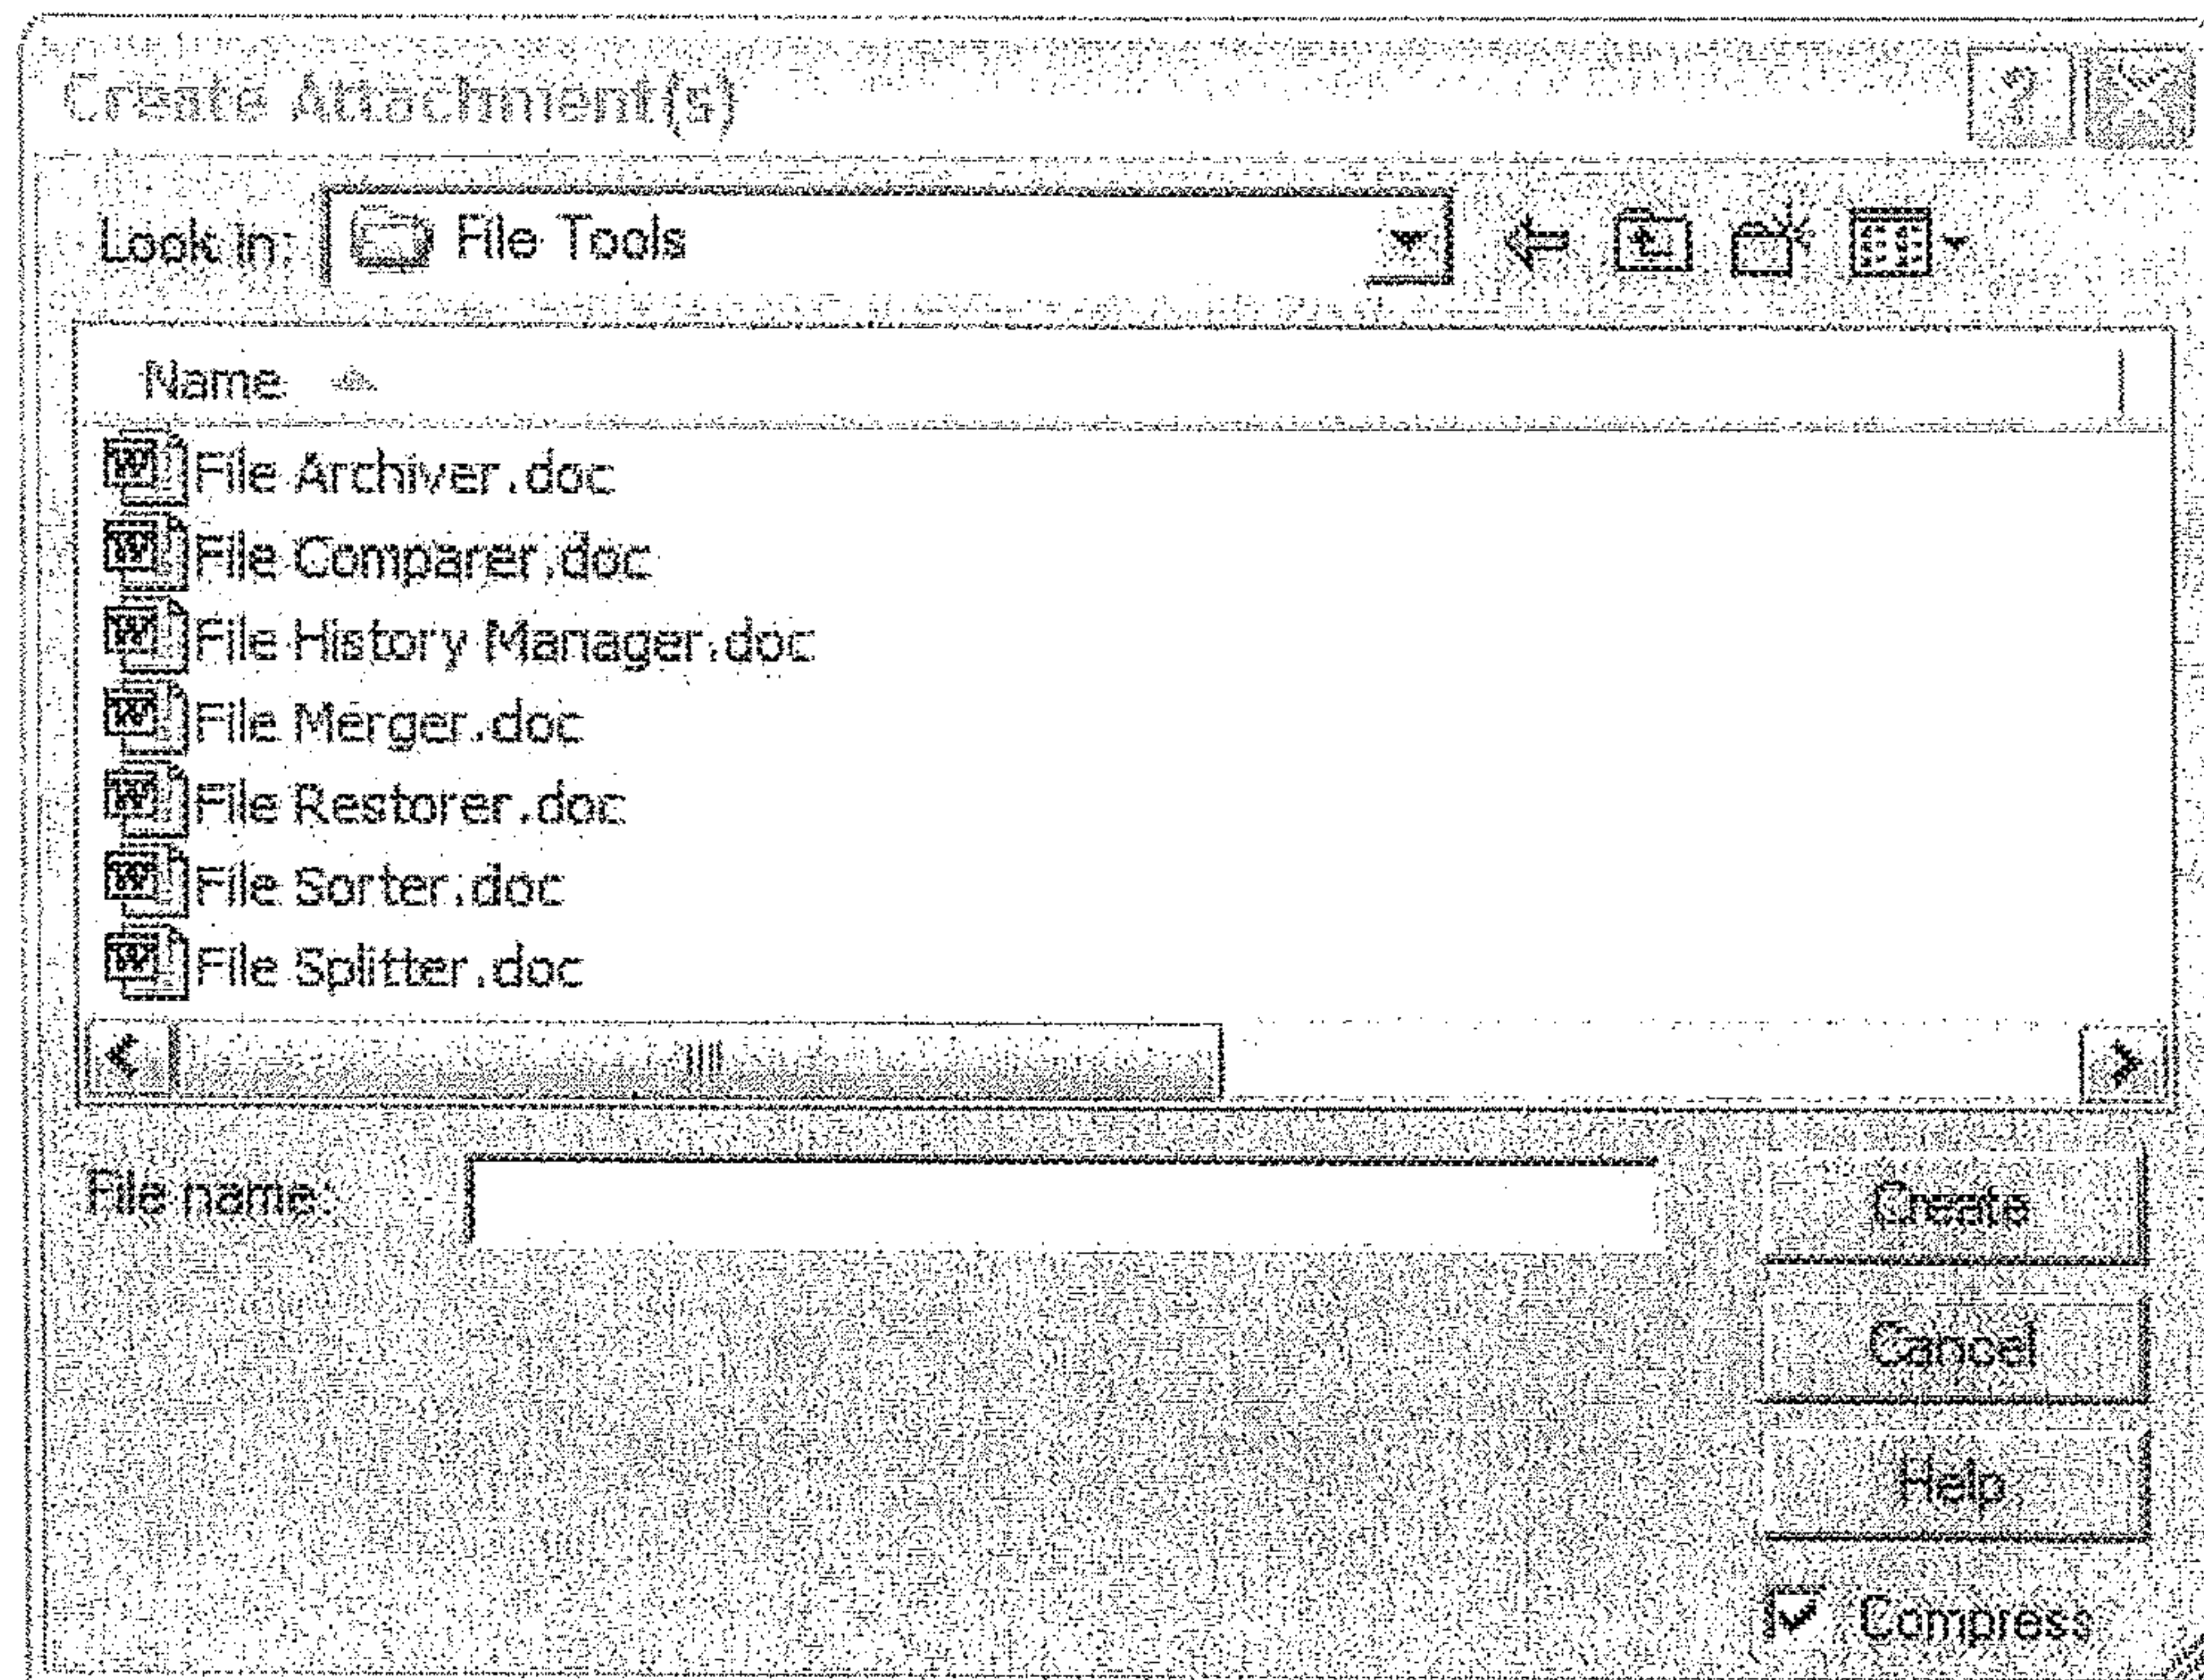 Create Attachment(s)
Look in: File Tools
Name
File Archiver.doc
File Comparer.doc
File History Manager.doc
File Merger.doc
File Restorer.doc
File Sorter.doc
File Splitter.doc
File name:
Create
Cancel
Help
Compress